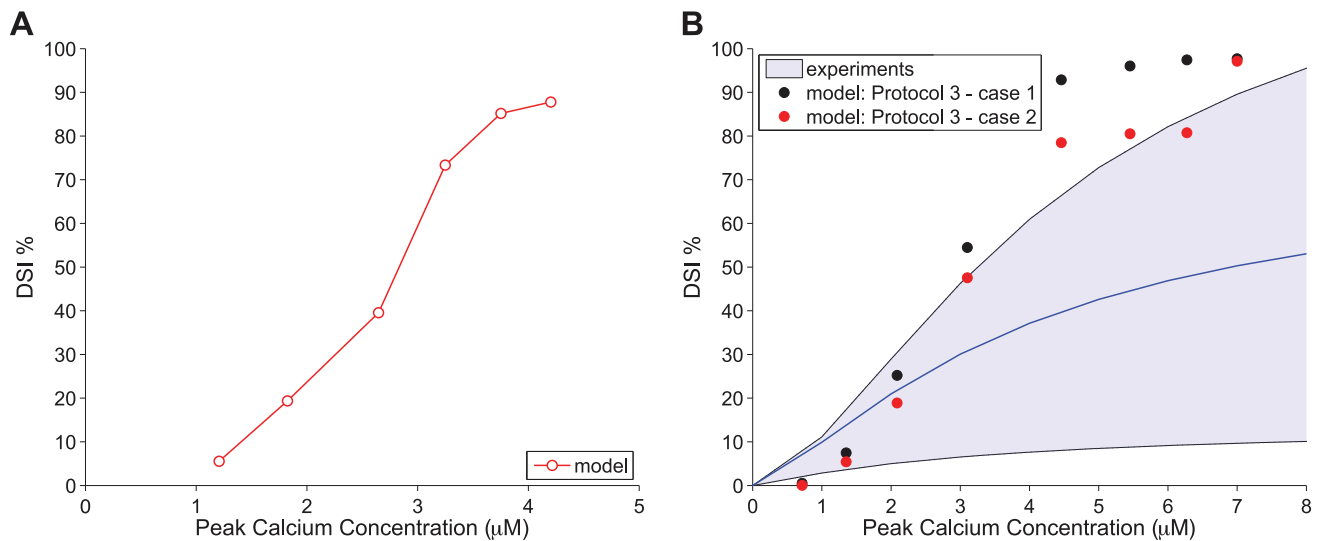 A
100
90
80
70
60
50
40
30
20
10
0
DSI %
0 1 2 3 4 5
Peak Calcium Concentration (μM)
model
B
100
90
80
70
60
50
40
30
20
10
0
DSI %
experiments
model: Protocol 3 - case 1
model: Protocol 3 - case 2
0 1 2 3 4 5 6 7 8
Peak Calcium Concentration (μM)